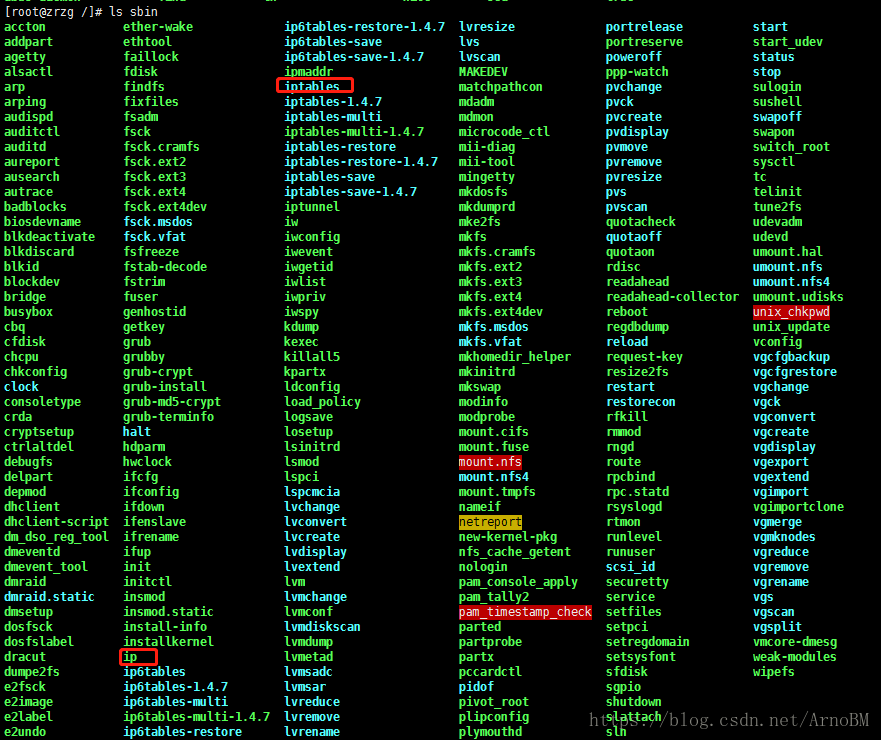 [root@zrzg /]# ls sbin
accton ether-wake ip6tables-restore-1.4.7 lvresize portrelease start
addpart ethtool ip6tables-save lvs portreserve start_udev
agetty faillock ip6tables-save-1.4.7 lvscan poweroff status
alsactl fdisk ipmaddr MAKEDEV ppp-watch stop
arp findfs iptables matchpathcon pvchange sulogin
arping fixfiles iptables-1.4.7 mdadm pvck sushell
audispd fsadm iptables-multi mdmon pvcreate swapoff
auditctl fsck iptables-multi-1.4.7 microcode_ctl pvdisplay swapon
auditd fsck.cramfs iptables-restore mii-diag pvmove switch_root
aureport fsck.ext2 iptables-restore-1.4.7 mii-tool pvremove sysctl
ausearch fsck.ext3 iptables-save mingetty pvresize tc
autrace fsck.ext4 iptables-save-1.4.7 mkdosfs pvs telinit
badblocks fsck.ext4dev iptunnel mkdumprd pvscan tune2fs
biosdevname fsck.msdos iw mke2fs quotacheck udevadm
blkdeactivate fsck.vfat iwconfig mkfs quotaoff udevd
blkdiscard fsfreeze iwevent mkfs.cramfs quotaon umount.hal
blkid fstab-decode iwgetid mkfs.ext2 rdisc umount.nfs
blockdev fstrim iwlist mkfs.ext3 readahead umount.nfs4
bridge fuser iwpriv mkfs.ext4 readahead-collector umount.udisks
busybox genhostid iwspy mkfs.ext4dev reboot unix_chkpwd
cbq getkey kdump mkfs.msdos regdbdump unix_update
cfdisk grub kexec mkfs.vfat reload vconfig
chcpu grubby killall5 mkhomedir_helper request-key vgcfgbackup
chkconfig grub-crypt kpartx mkinitrd resize2fs vgcfgrestore
clock grub-install ldconfig mkswap restart vgchange
consoletype grub-md5-crypt load_policy modinfo restorecon vgck
crda grub-terminfo logsave modprobe rfkill vgconvert
cryptsetup halt losetup mount.cifs rmmod vgcreate
ctrlaltdel hdparm lsinitrd mount.fuse rngd vgdisplay
debugfs hwclock lsmod mount.nfs route vgexport
delpart ifcfg lspci mount.nfs4 rpcbind vgextend
depmod ifconfig lspcmcia mount.tmpfs rpc.statd vgimport
dhclient ifdown lvchange nameif rsyslogd vgimportclone
dhclient-script ifenslave lvconvert netreport rtmon vgmerge
dm_dso_reg_tool ifrename lvcreate new-kernel-pkg runlevel vgmknodes
dmeventd ifup lvdisplay nfs_cache_getent runuser vgreduce
dmevent_tool init lvextend nologin scsi_id vgremove
dmraid initctl lvm pam_console_apply securetty vgrename
dmraid.static insmod lvmchange pam_tally2 service vgs
dmsetup insmod.static lvmconf pam_timestamp_check setfiles vgscan
dosfsck install-info lvmdiskscan parted setpci vgsplit
dosfslabel installkernel lvmdump partprobe setregdomain vmcore-dmesg
dracut ip lvmetad partx setsysfont weak-modules
dumpe2fs ip6tables lvmsadc pccardctl sfdisk wipefs
e2fsck ip6tables-1.4.7 lvmsar pidof sgpio
e2image ip6tables-multi lvreduce pivot_root shutdown
e2label ip6tables-multi-1.4.7 lvremove plipconfig slattach
e2undo ip6tables-restore lvrename plymouthd slh
https://blog.csdn.net/ArnoBM